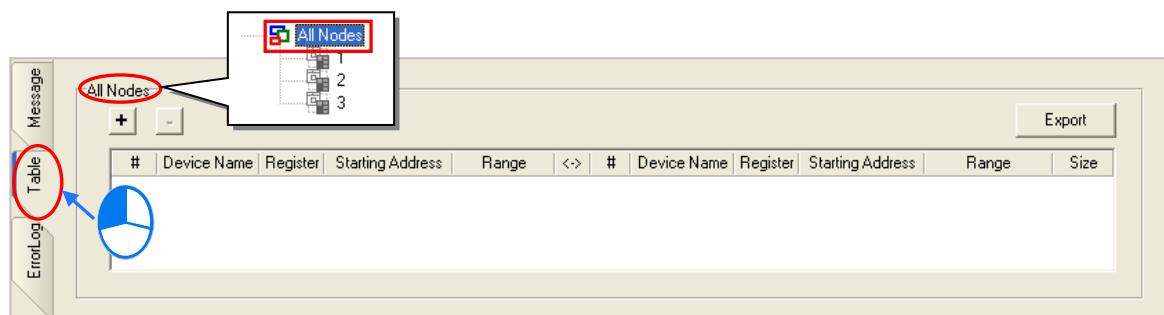 All Nodes
1
2
3
Message
Table
ErrorLog
All Nodes
+ -
Export
# Device Name Register Starting Address Range <-> # Device Name Register Starting Address Range Size